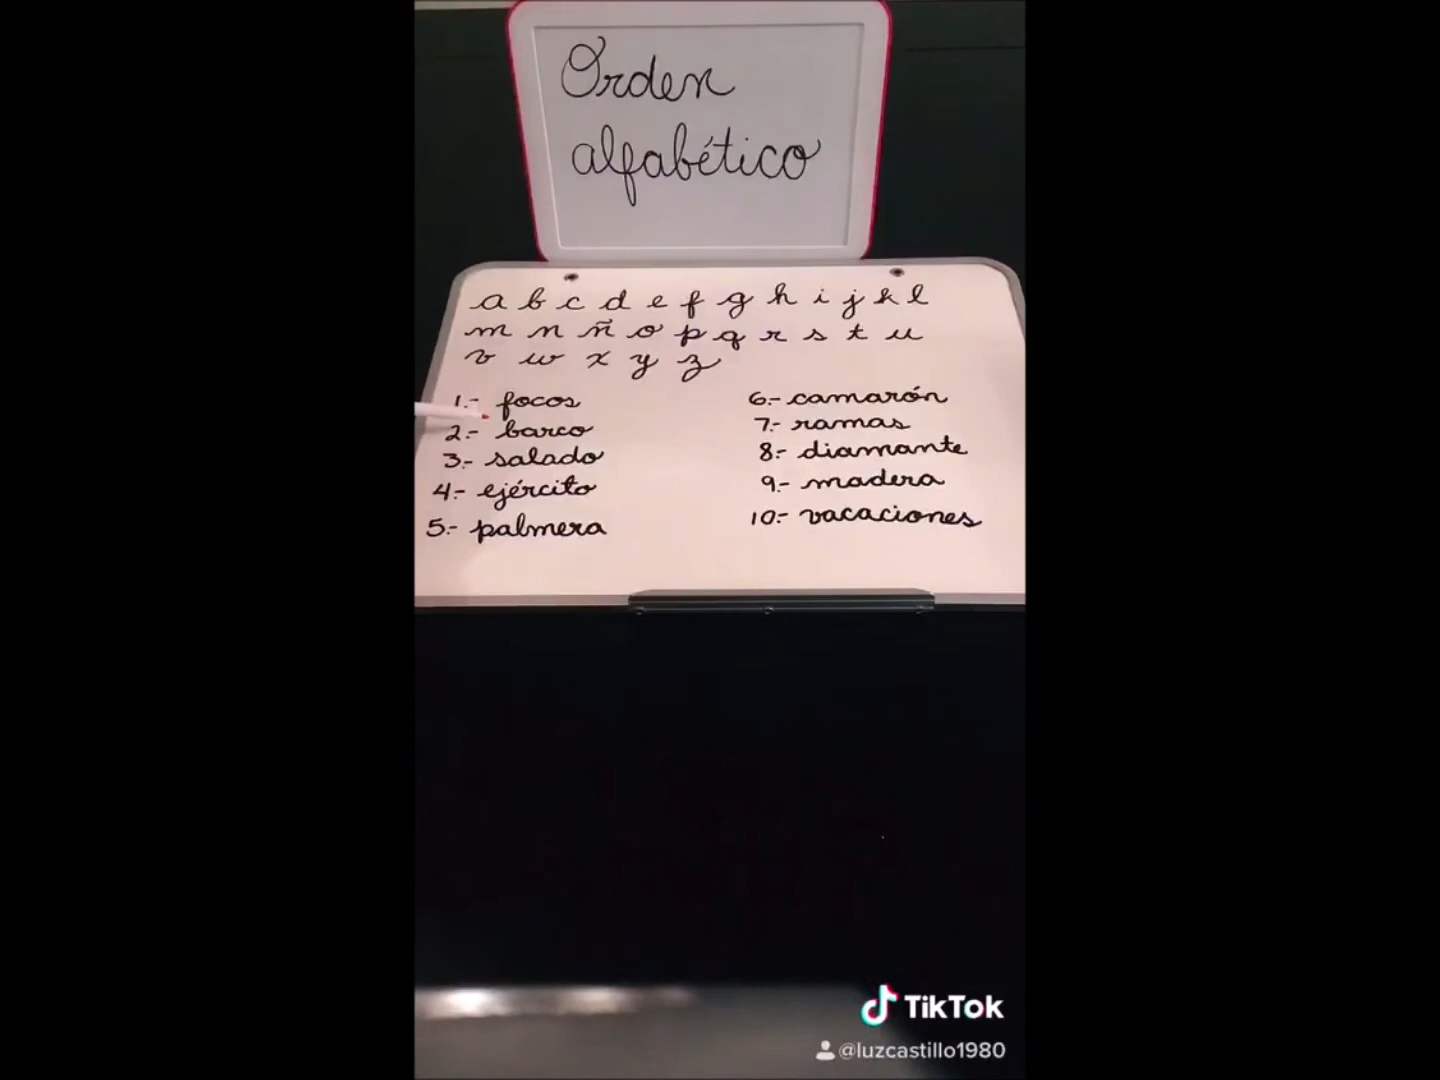 Orden
alfabético
a b c d e f g h i j k l
m n ñ o p q r s t u
v w x y z
1.- focos
2.- barco
3.- salado
4.- ejército
5.- palmera
6.- camarón
7.- ramas
8.- diamante
9.- madera
10.- vacaciones
TikTok
@luzcastillo1980